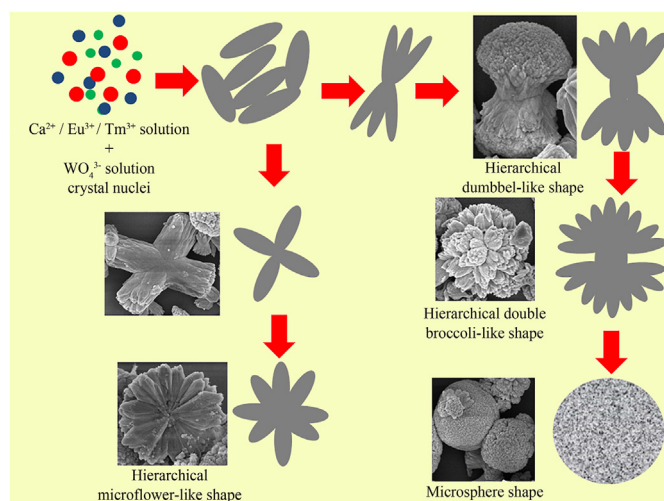 Ca²⁺ / Eu³⁺ / Tm³⁺ solution
+
WO₄³⁻ solution
crystal nuclei
Hierarchical
dumbbel-like shape
Hierarchical double
broccoli-like shape
Hierarchical
microflower-like shape
Microsphere shape